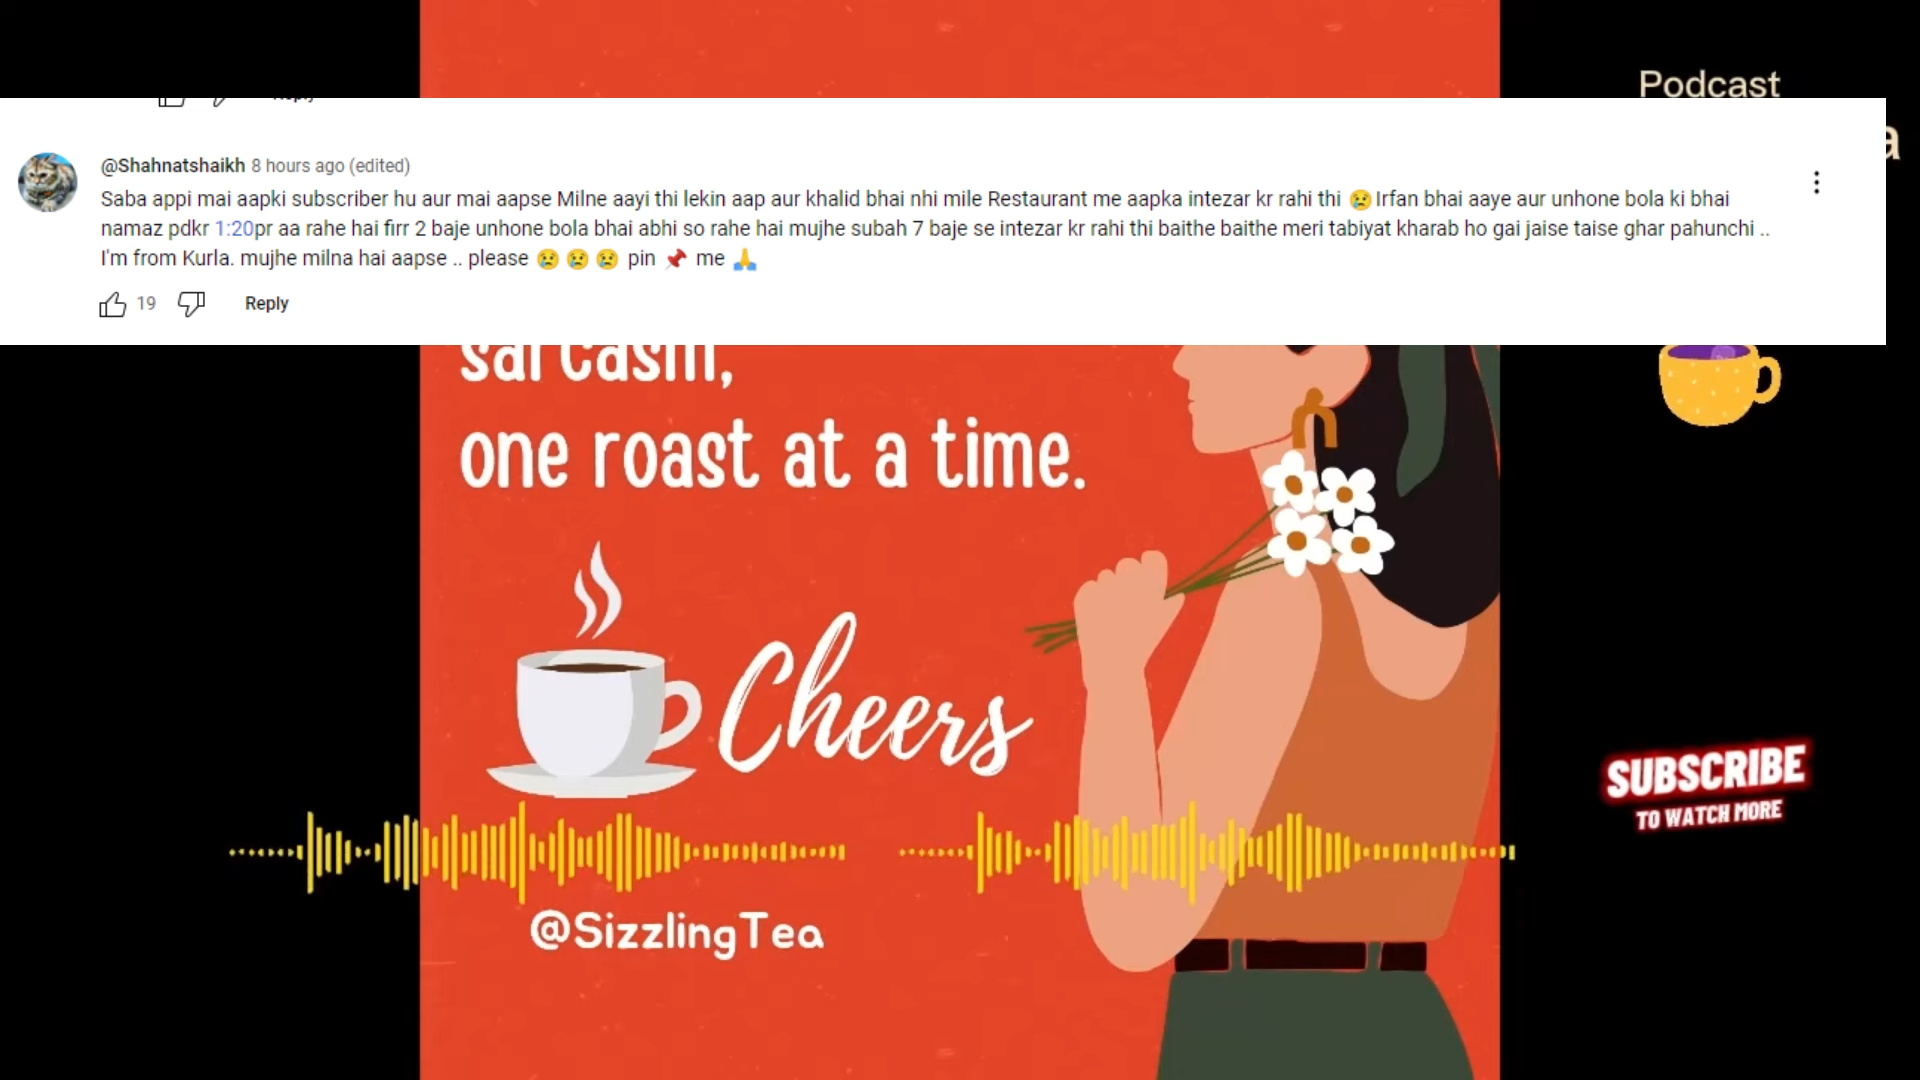 Podcast
a
Reply
@Shahnatshaikh 8 hours ago (edited)
Saba appi mai aapki subscriber hu aur mai aapse Milne aayi thi lekin aap aur khalid bhai nhi mile Restaurant me aapka intezar kr rahi thi 😢 Irfan bhai aaye aur unhone bola ki bhai
namaz pdkr 1:20pr aa rahe hai firr 2 baje unhone bola bhai abhi so rahe hai mujhe subah 7 baje se intezar kr rahi thi baithe baithe meri tabiyat kharab ho gai jaise taise ghar pahunchi ..
I'm from Kurla. mujhe milna hai aapse .. please 😢 😢 😢 pin 📌 me 🙏
19 Reply
sarcasm,
one roast at a time.
Cheers
SUBSCRIBE
TO WATCH MORE
@SizzlingTea